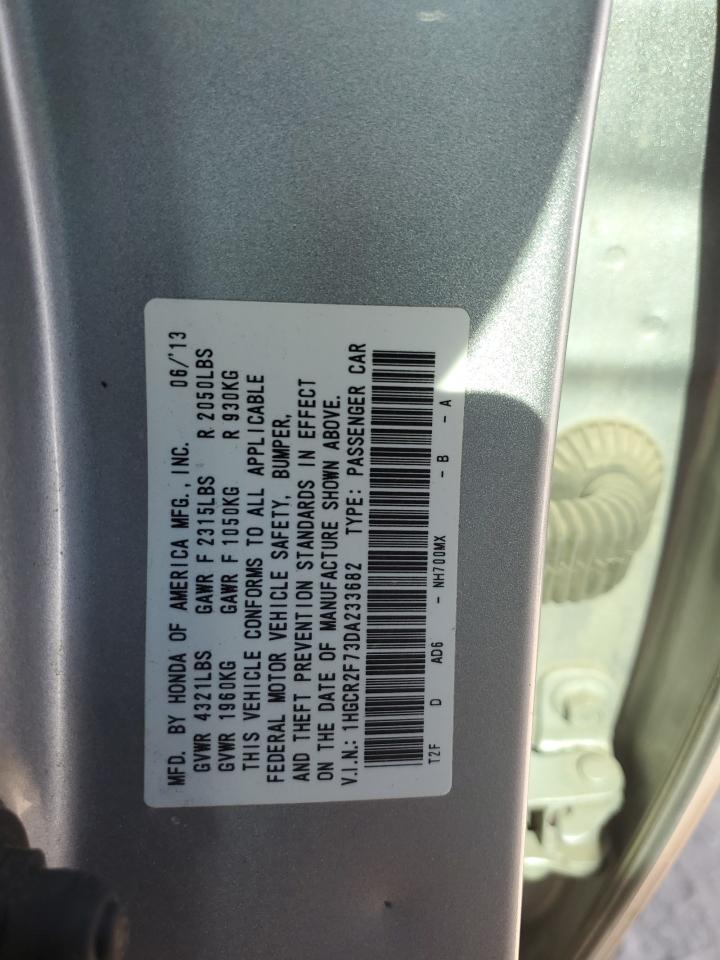 MFD. BY HONDA OF AMERICA MFG., INC. 06/'13
GVWR 4321LBS GAWR F 2315LBS R 2050LBS
GVWR 1960KG GAWR F 1050KG R 930KG
THIS VEHICLE CONFORMS TO ALL APPLICABLE
FEDERAL MOTOR VEHICLE SAFETY, BUMPER,
AND THEFT PREVENTION STANDARDS IN EFFECT
ON THE DATE OF MANUFACTURE SHOWN ABOVE.
V.I.N.: 1HGCR2F73DA233682 TYPE: PASSENGER CAR
T2F D AD6 - NH700MX - B - A